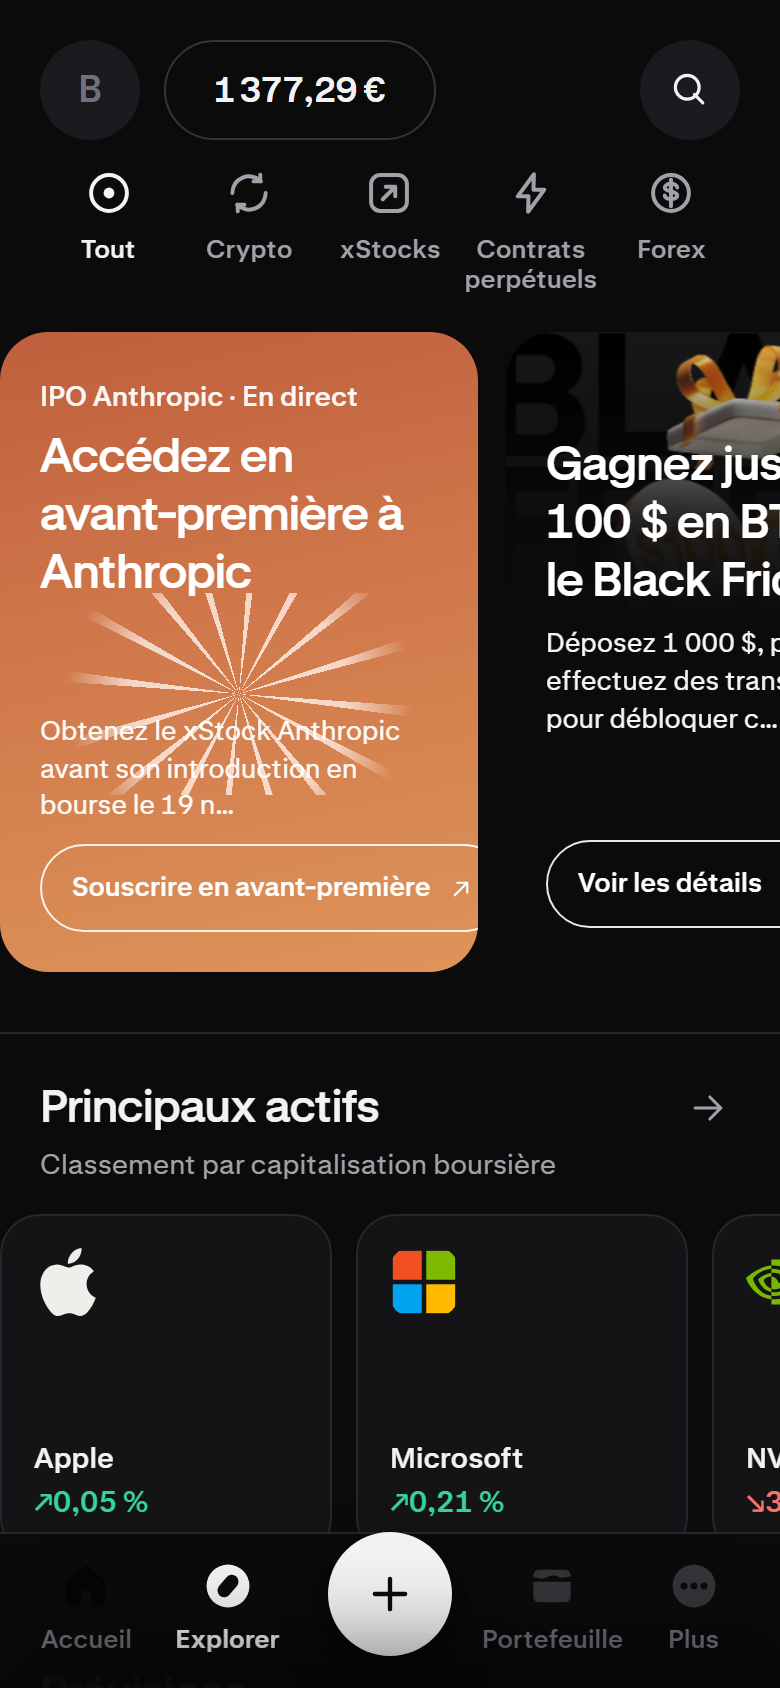 B
1 377,29 €
Tout
Crypto
xStocks
Contrats
perpétuels
Forex
IPO Anthropic · En direct
Accédez en
avant-première à
Anthropic
Obtenez le xStock Anthropic
avant son introduction en
bourse le 19 n...
Souscrire en avant-première
Gagnez jus
100 $ en BT
le Black Fri
Déposez 1 000 $, p
effectuez des trans
pour débloquer c...
Voir les détails
Principaux actifs
Classement par capitalisation boursière
Apple
↗0,05 %
Microsoft
↗0,21 %
NV
↘3
Accueil
Explorer
Portefeuille
Plus